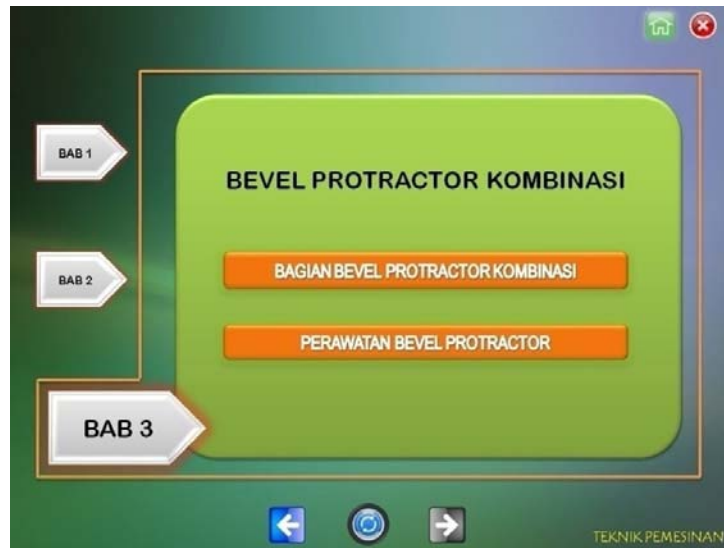 BAB 1
BEVEL PROTRACTOR KOMBINASI
BAB 2
BAGIAN BEVEL PROTRACTOR KOMBINASI
PERAWATAN BEVEL PROTRACTOR
BAB 3
TEKNIK PEMESINAN